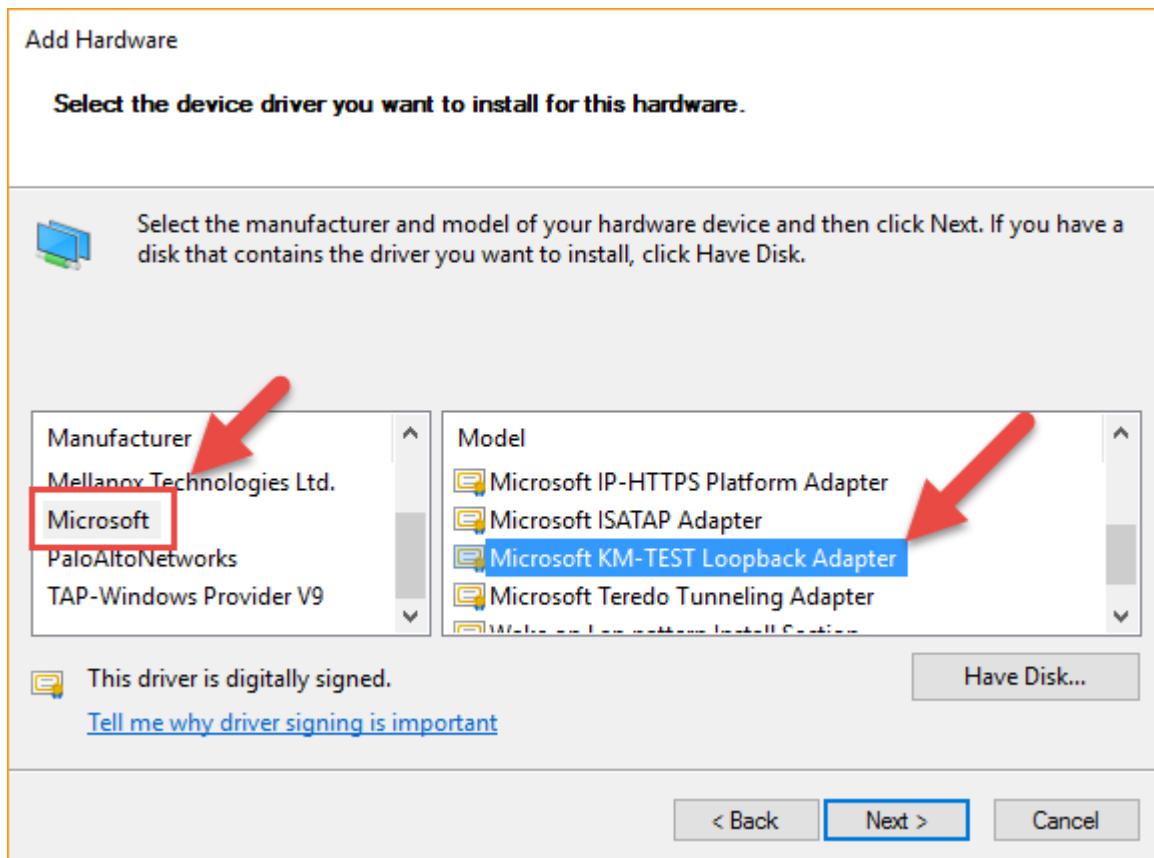 Add Hardware
Select the device driver you want to install for this hardware.
Select the manufacturer and model of your hardware device and then click Next. If you have a
disk that contains the driver you want to install, click Have Disk.
Manufacturer
Mellanox Technologies Ltd.
Microsoft
PaloAltoNetworks
TAP-Windows Provider V9
Model
Microsoft IP-HTTPS Platform Adapter
Microsoft ISATAP Adapter
Microsoft KM-TEST Loopback Adapter
Microsoft Teredo Tunneling Adapter
This driver is digitally signed.
Tell me why driver signing is important
Have Disk...
< Back
Next >
Cancel